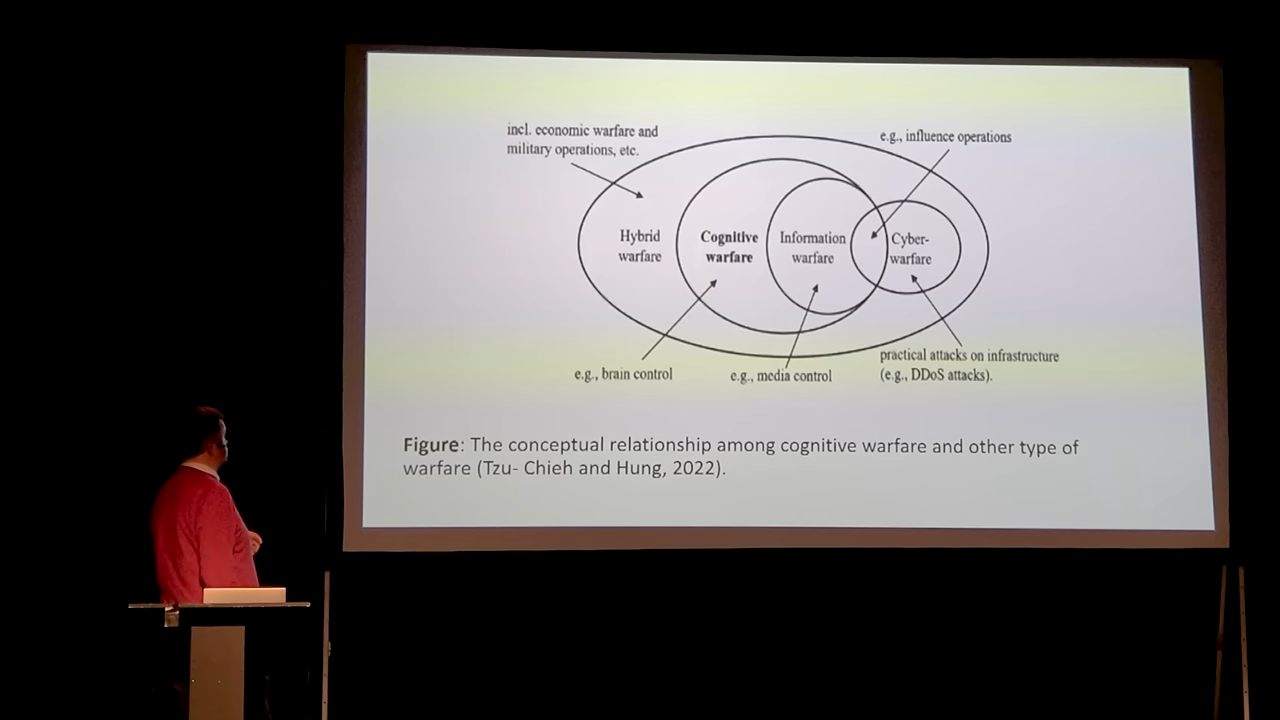 incl. economic warfare and
military operations, etc.
e.g., influence operations
Hybrid
warfare
Cognitive
warfare
Information
warfare
Cyber-
warfare
e.g., brain control
e.g., media control
practical attacks on infrastructure
(e.g., DDoS attacks).
Figure: The conceptual relationship among cognitive warfare and other type of
warfare (Tzu- Chieh and Hung, 2022).